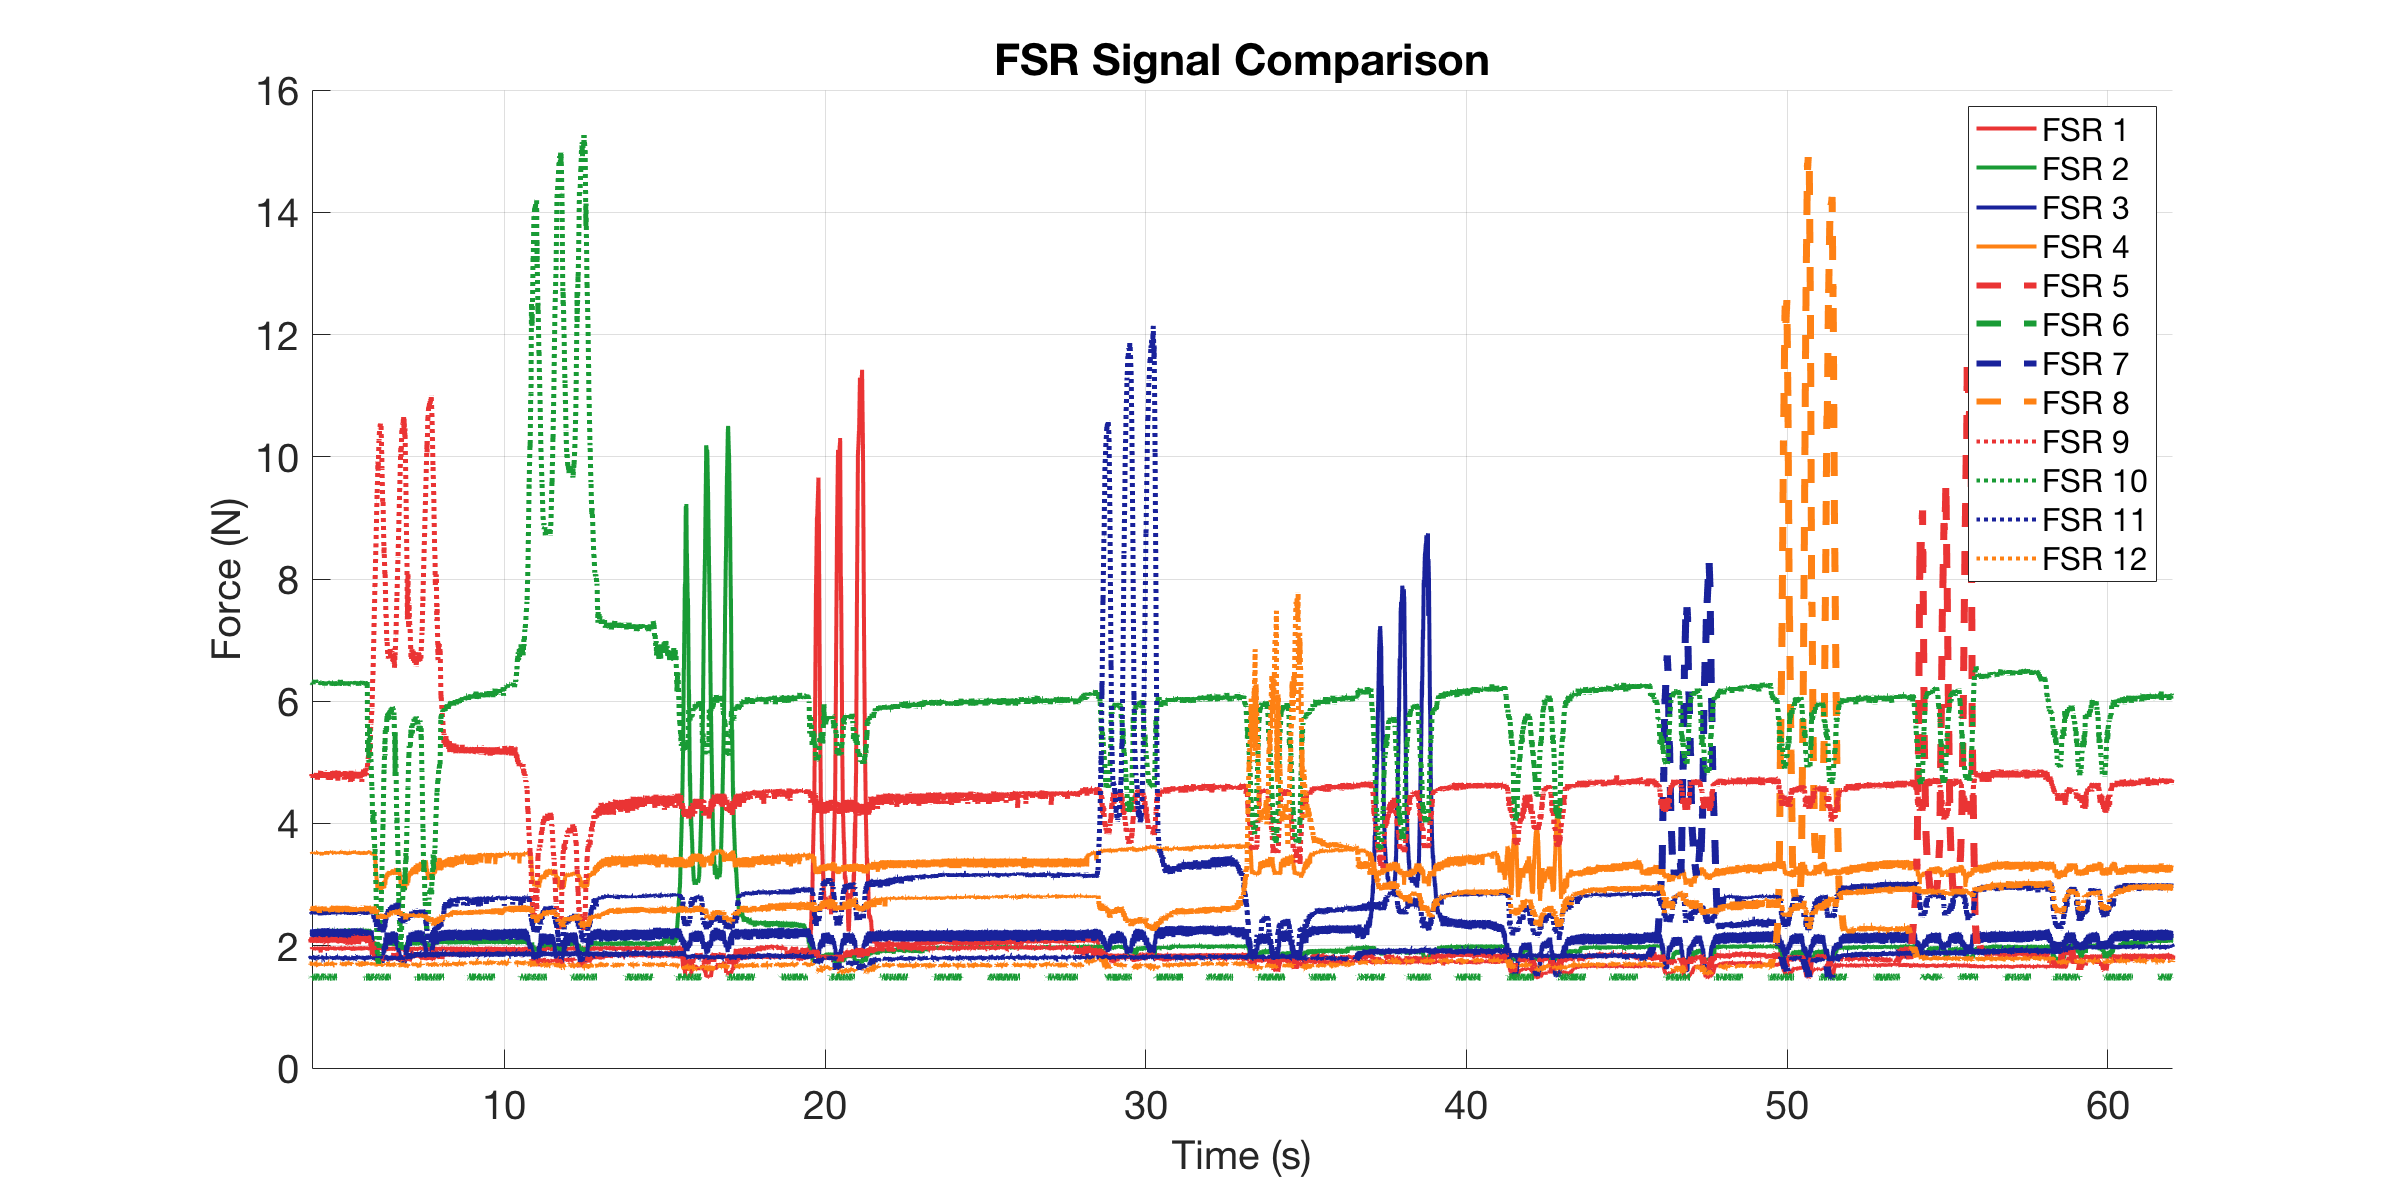 FSR Signal Comparison
16
14
12
10
8
6
4
2
0
Force (N)
10 20 30 40 50 60
Time (s)
FSR 1
FSR 2
FSR 3
FSR 4
FSR 5
FSR 6
FSR 7
FSR 8
FSR 9
FSR 10
FSR 11
FSR 12